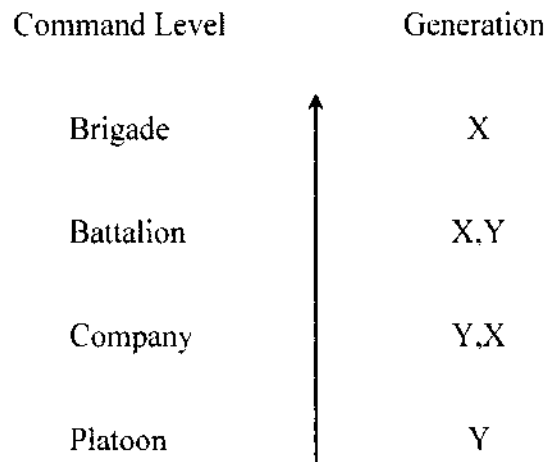 Command Level Generation
Brigade X
Battalion X,Y
Company Y,X
Platoon Y